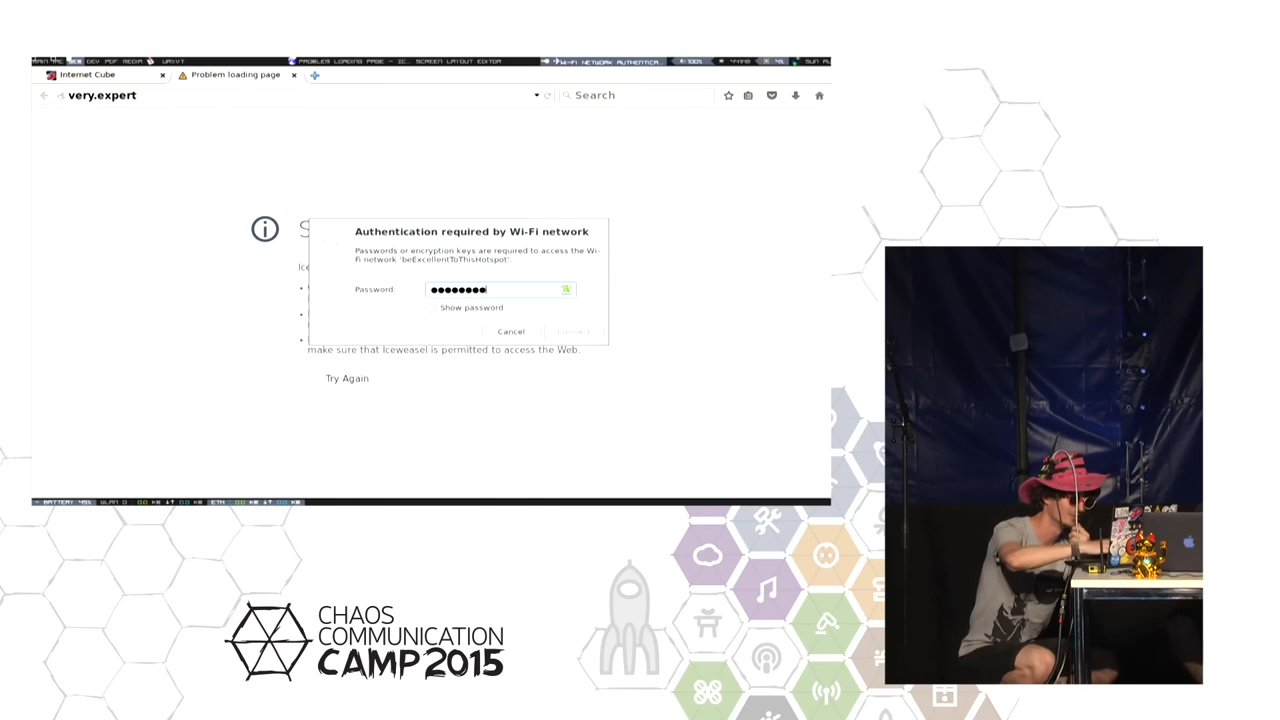 Internet Cube
Problem loading page
very.expert
Search
S
Authentication required by Wi-Fi network
Passwords or encryption keys are required to access the Wi-
Fi network 'beExcellentToThisHotspot'.
Ice
Password:
Show password
Cancel
make sure that Iceweasel is permitted to access the Web.
Try Again
CHAOS
COMMUNICATION
CAMP 2015